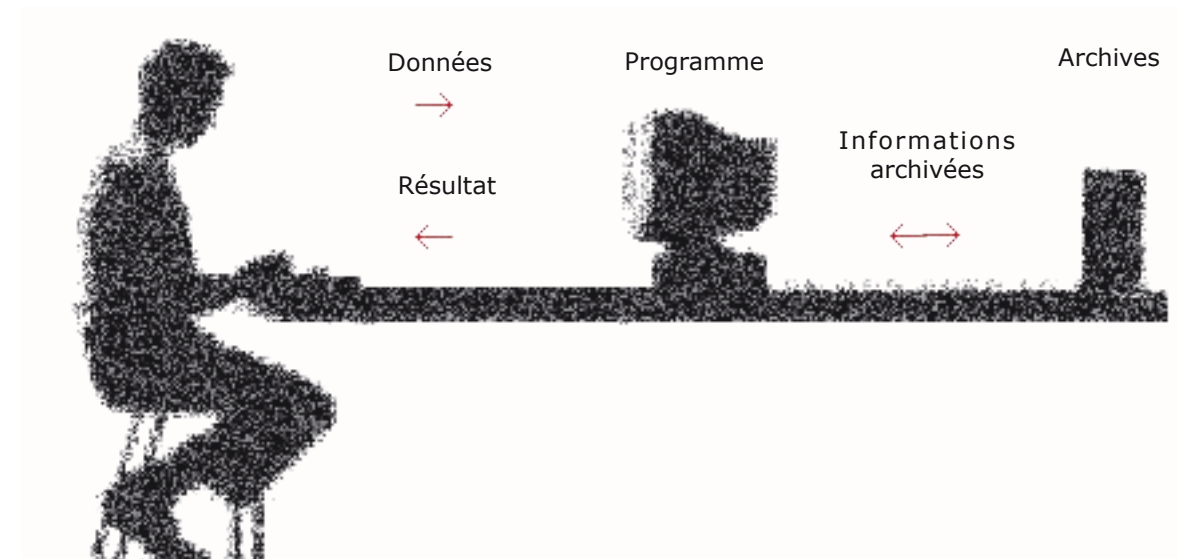 Données
Programme
Archives
Informations
archivées
Résultat